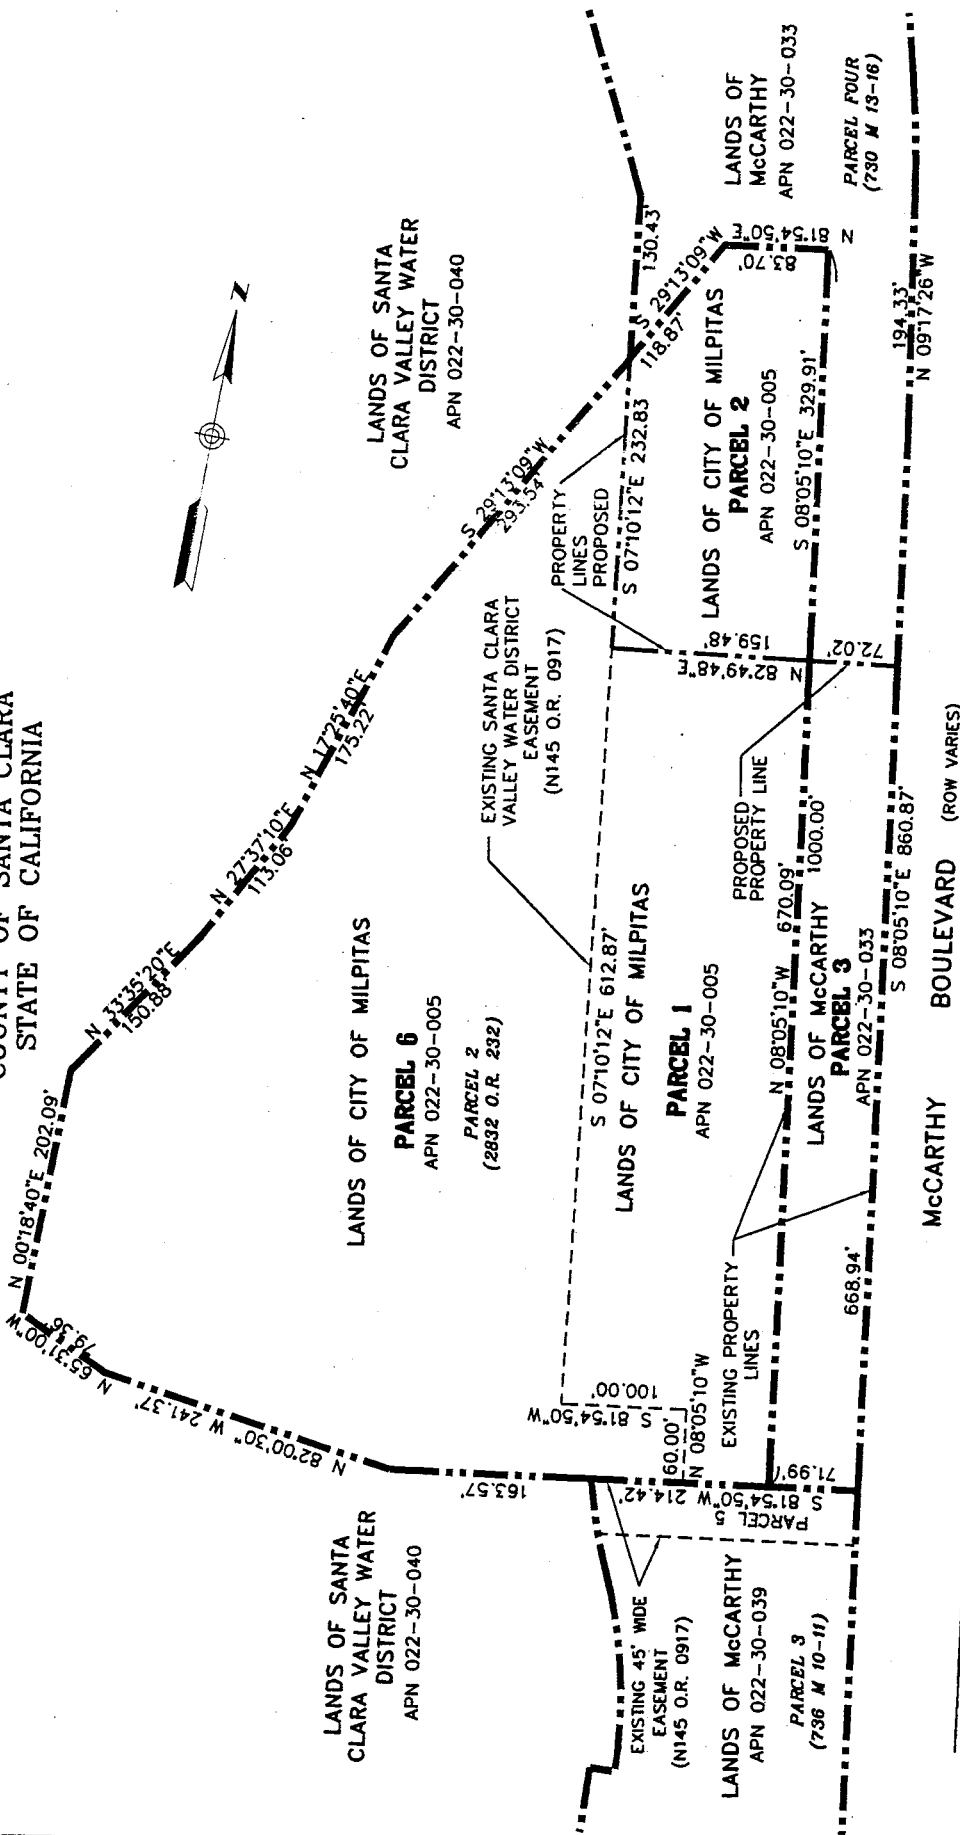 COUNTY OF SANTA CLARA
STATE OF CALIFORNIA
Z
LANDS OF SANTA
CLARA VALLEY WATER
DISTRICT
APN 022-30-040
N 00°18'40"E 202.09'
N 33°35'20"E
150.88'
N 27°37'10"E
113.06'
N 17°25'40"E
175.22'
S 29°13'09"W
293.54'
S 29°13'09"W
118.87'
130.43'
N 65°31'00"W
79.36'
N 82°00'30" W 241.37'
163.57'
LANDS OF CITY OF MILPITAS
PARCEL 6
APN 022-30-005
PARCEL 2
(2832 O.R. 232)
EXISTING SANTA CLARA
VALLEY WATER DISTRICT
EASEMENT
(N145 O.R. 0917)
PROPERTY
LINES
PROPOSED
S 07°10'12"E 232.83
S 07°10'12"E 612.87'
LANDS OF CITY OF MILPITAS
PARCEL 1
APN 022-30-005
LANDS OF CITY OF MILPITAS
PARCEL 2
APN 022-30-005
S 08°05'10"E 329.91'
N 81°54'50"E
83.70'
LANDS OF
McCARTHY
APN 022-30-033
PARCEL FOUR
(730 M 13-16)
N 82°49'48"E
159.48'
72.02'
PROPOSED
PROPERTY LINE
S 81°54'50"W
100.00'
60.00'
N 08°05'10"W
N 08°05'10"W 670.09'
1000.00'
LANDS OF McCARTHY
PARCEL 3
APN 022-30-033
EXISTING PROPERTY
LINES
S 81°54'50"W 214.42'
71.99'
PARCEL 5
668.94'
S 08°05'10"E 860.87'
194.33'
N 09°17'26"W
LANDS OF SANTA
CLARA VALLEY WATER
DISTRICT
APN 022-30-040
EXISTING 45' WIDE
EASEMENT
(N145 O.R. 0917)
LANDS OF McCARTHY
APN 022-30-039
PARCEL 3
(736 M 10-11)
McCARTHY BOULEVARD (ROW VARIES)